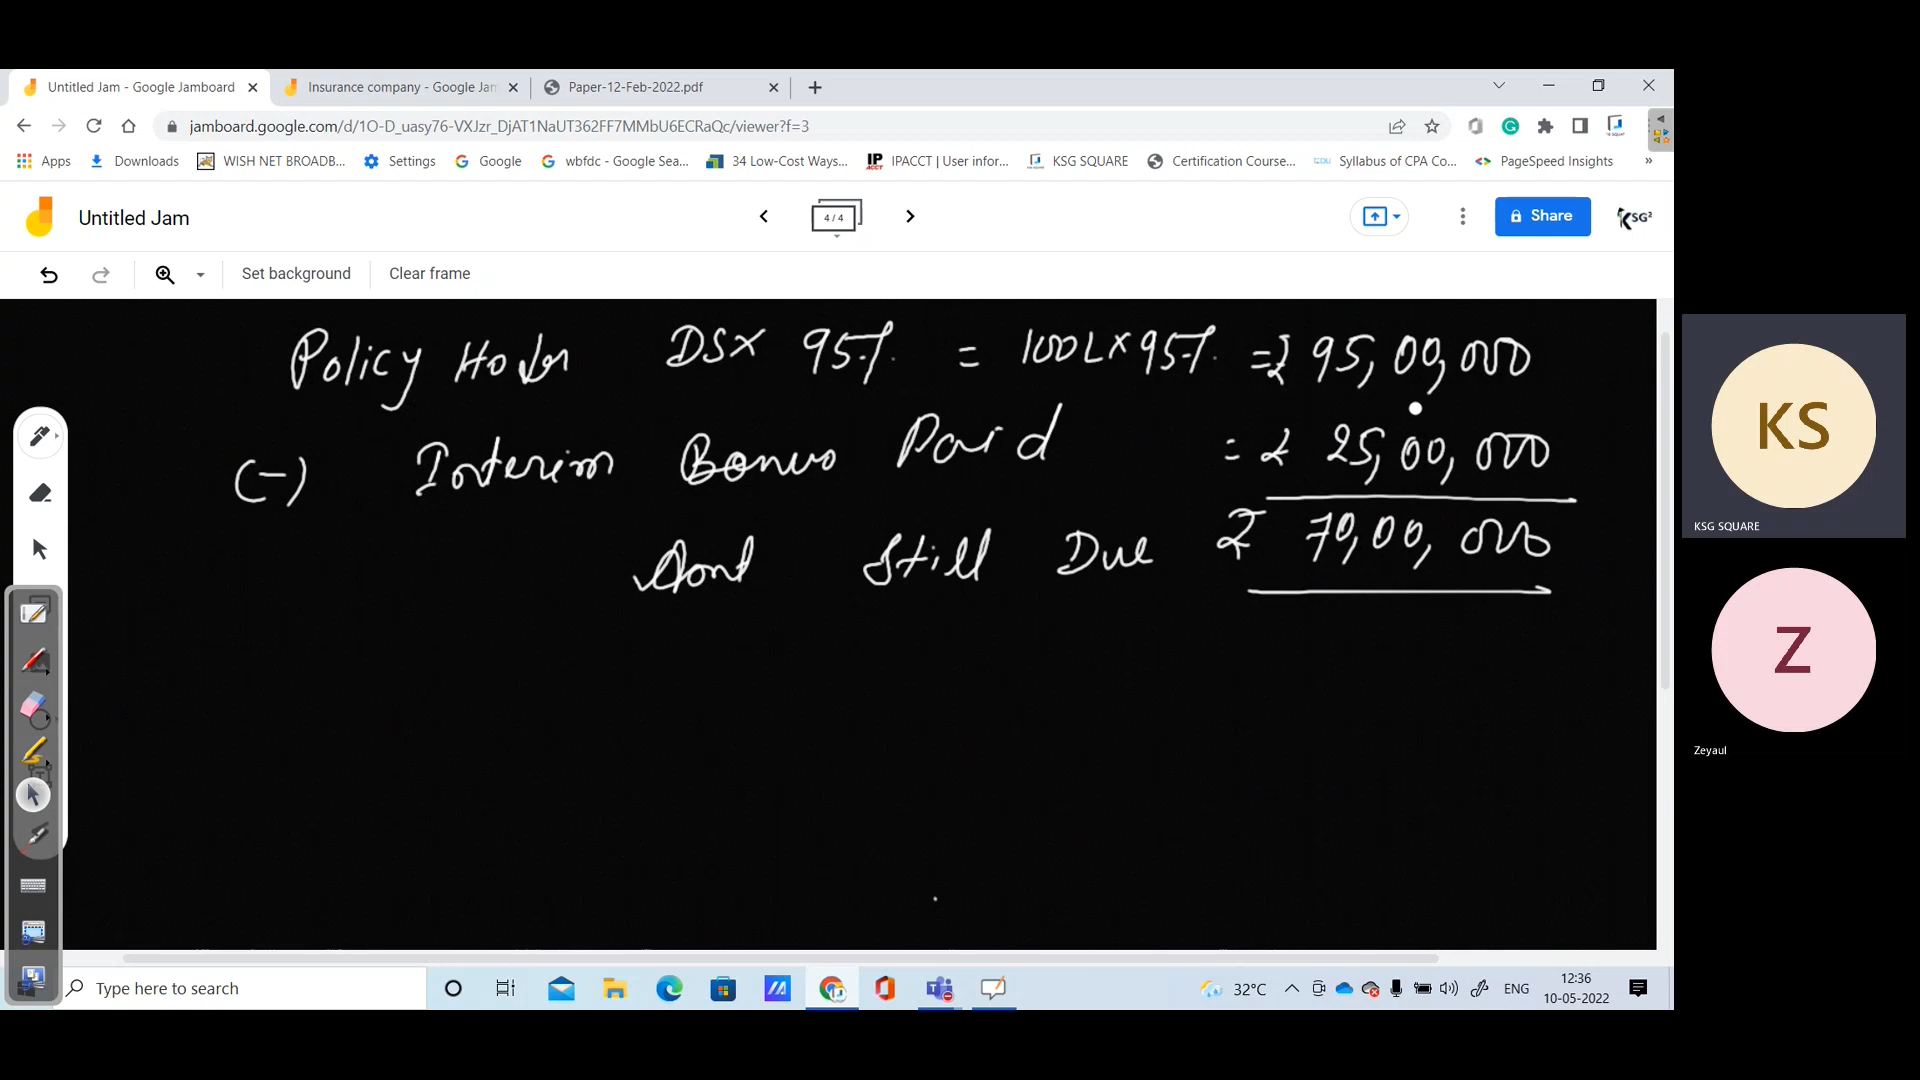 Untitled Jam - Google Jamboard
Insurance company - Google Jam
Paper-12-Feb-2022.pdf
jamboard.google.com/d/1O-D_uasy76-VXJzr_DjAT1NaUT362FF7MMbU6ECRaQc/viewer?f=3
Apps Downloads WISH NET BROADB... Settings Google wbfdc - Google Sea... 34 Low-Cost Ways... IPACCT | User infor... KSG SQUARE Certification Course... Syllabus of CPA Co... PageSpeed Insights »
Untitled Jam
4 / 4
Share
KSG²
Set background Clear frame
Policy Holder DS X 95% = 100L X 95% = ₹ 95,00,000
(-) Interim Bonus Paid = ₹ 25,00,000
Amt Still Due ₹ 70,00,000
KS
KSG SQUARE
Z
Zeyaul
Type here to search
32°C
ENG
12:36
10-05-2022